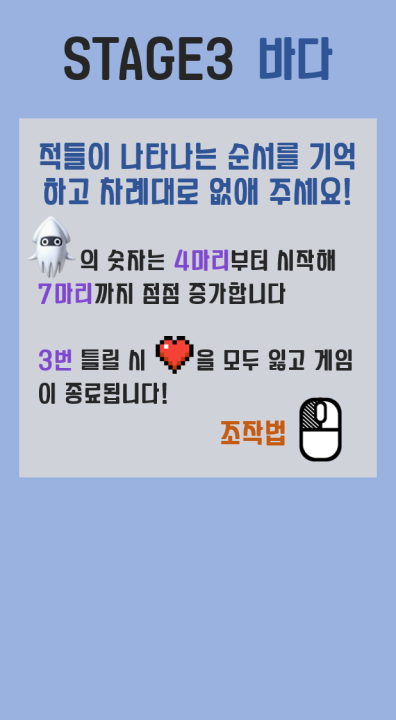 STAGE3 바다
적들이 나타나는 순서를 기억
하고 차례대로 없애 주세요!
의 숫자는 4마리부터 시작해
7마리까지 점점 증가합니다
3번 틀릴 시 을 모두 잃고 게임
이 종료됩니다!
조작법